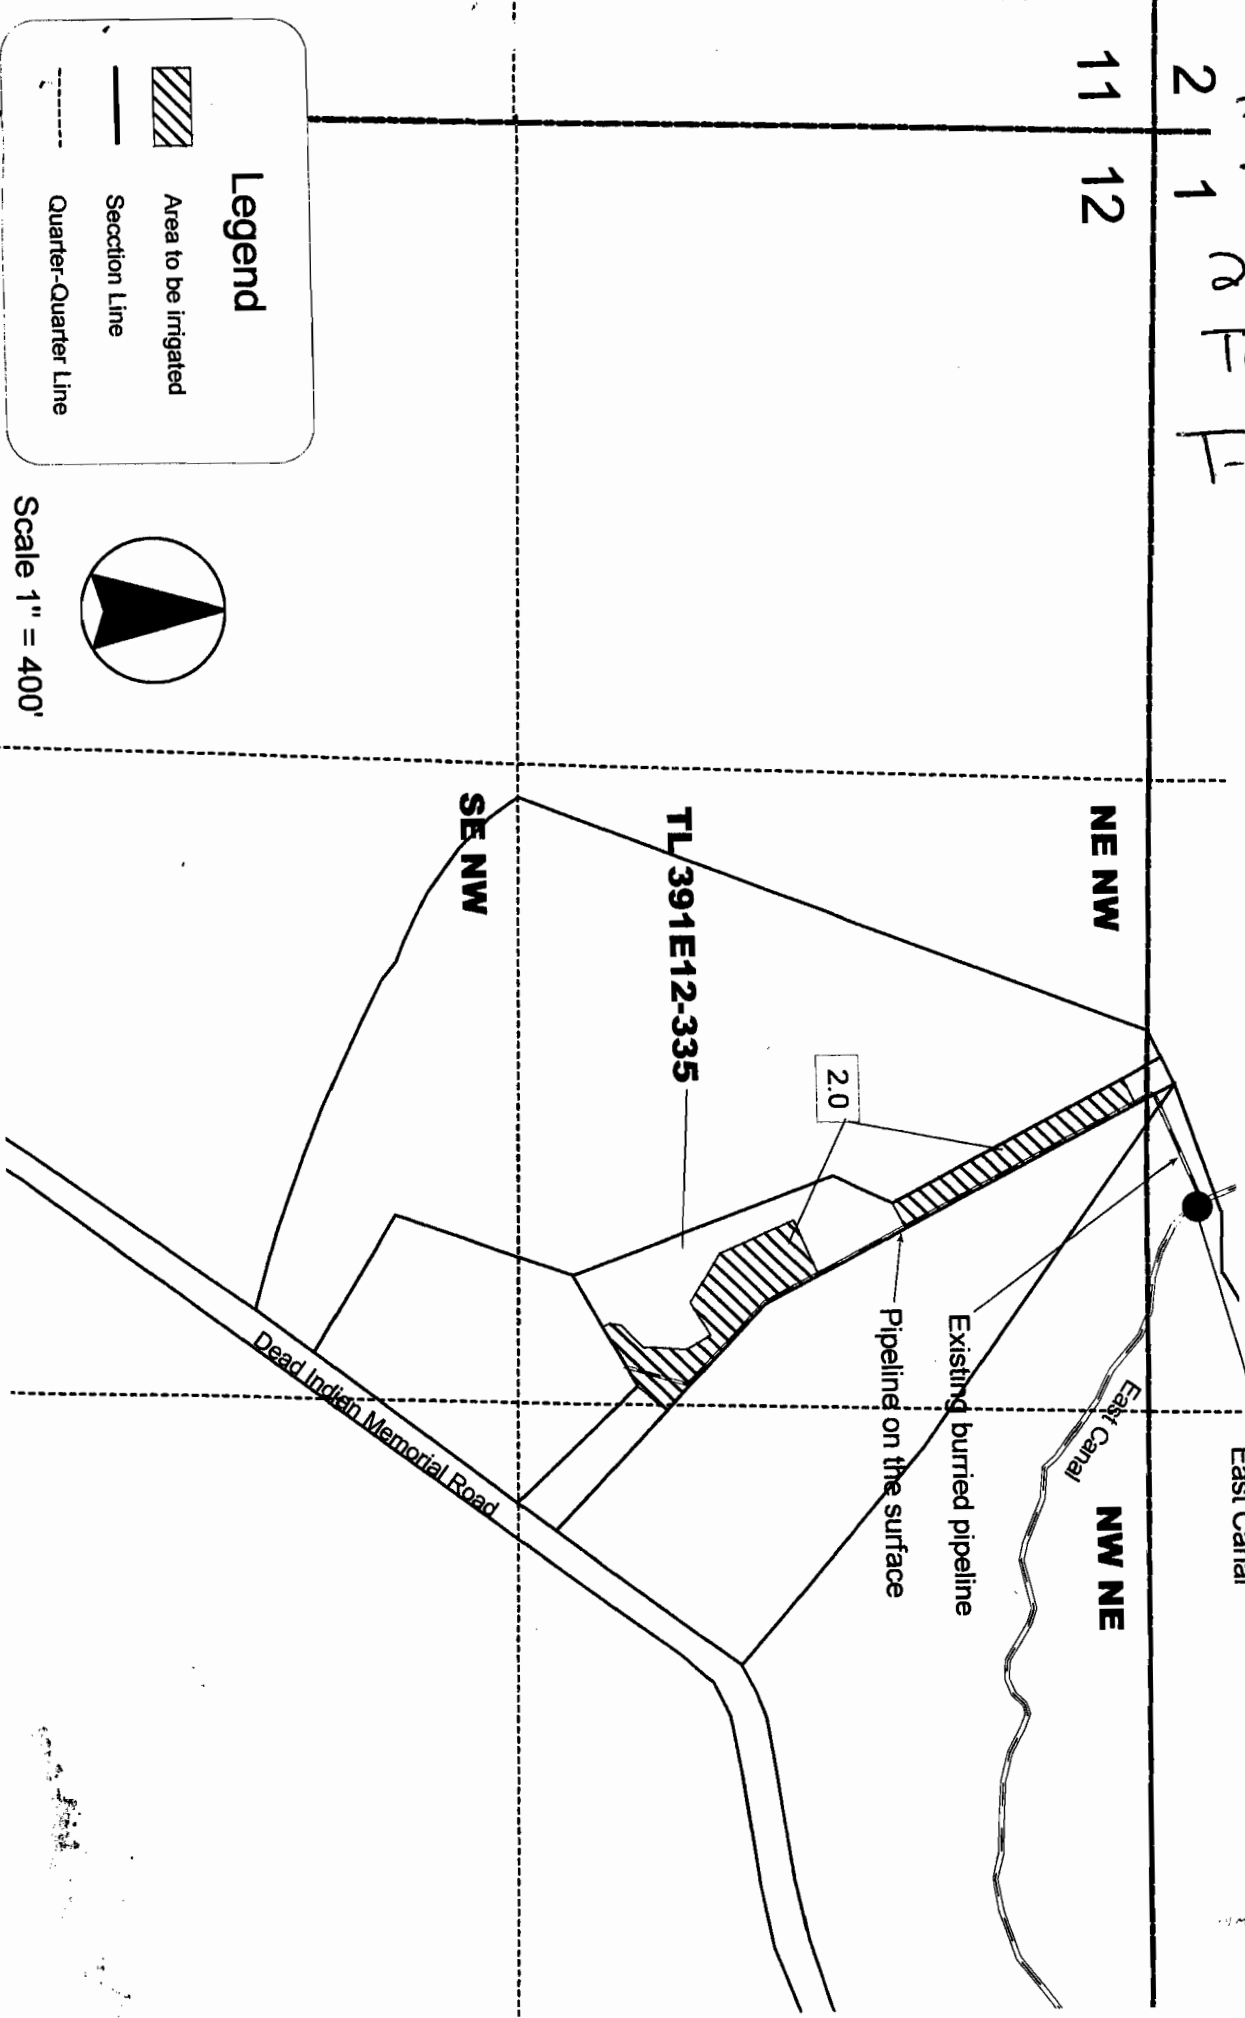 2 1
11 12
NE NW
NW NE
East Canal
East Canal
Existing burried pipeline
Pipeline on the surface
2.0
TL 391E12-335
SE NW
Dead Indian Memorial Road
Legend
Area to be irrigated
Secction Line
Quarter-Quarter Line
Scale 1" = 400'